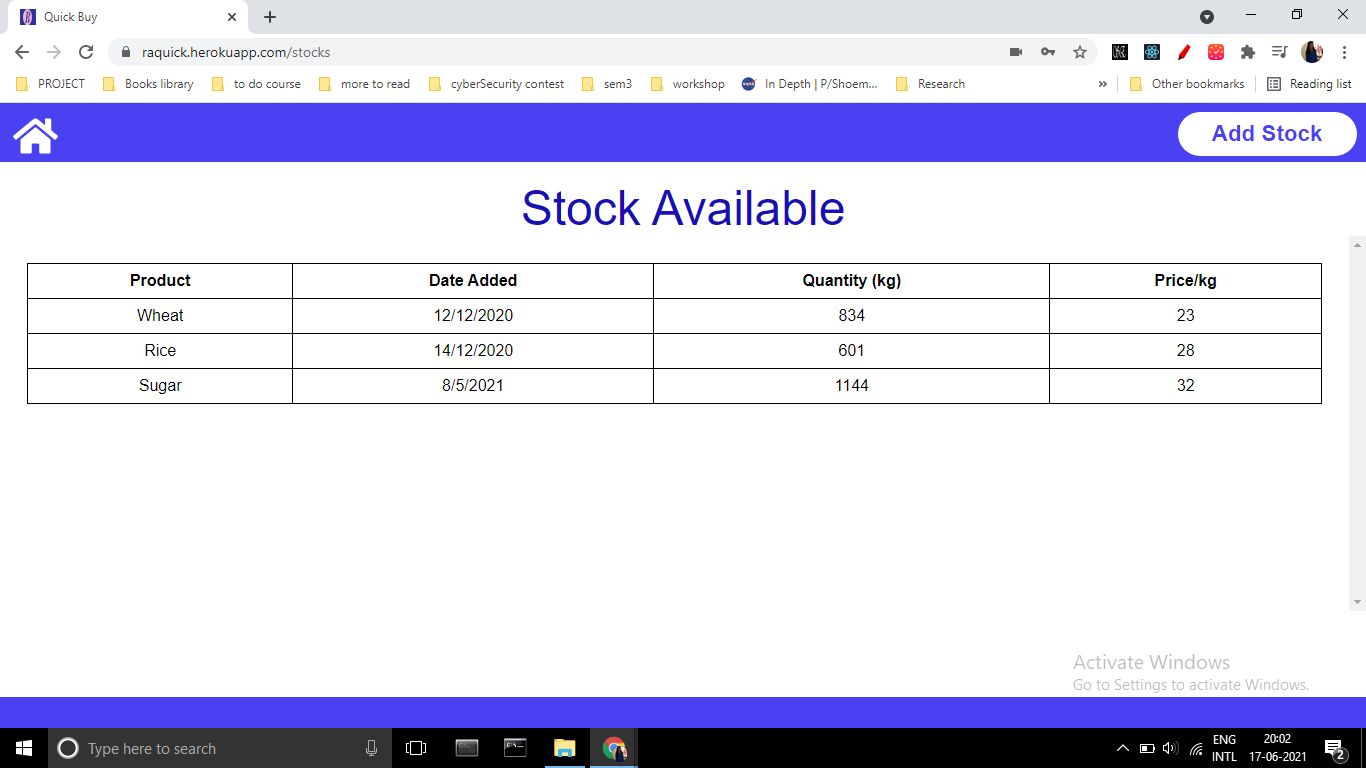 Quick Buy
raquick.herokuapp.com/stocks
PROJECT Books library to do course more to read cyberSecurity contest sem3 workshop In Depth | P/Shoem... Research » Other bookmarks Reading list
Add Stock
Stock Available
Product Date Added Quantity (kg) Price/kg
Wheat 12/12/2020 834 23
Rice 14/12/2020 601 28
Sugar 8/5/2021 1144 32
Activate Windows
Go to Settings to activate Windows.
Type here to search
ENG 20:02
INTL 17-06-2021 2